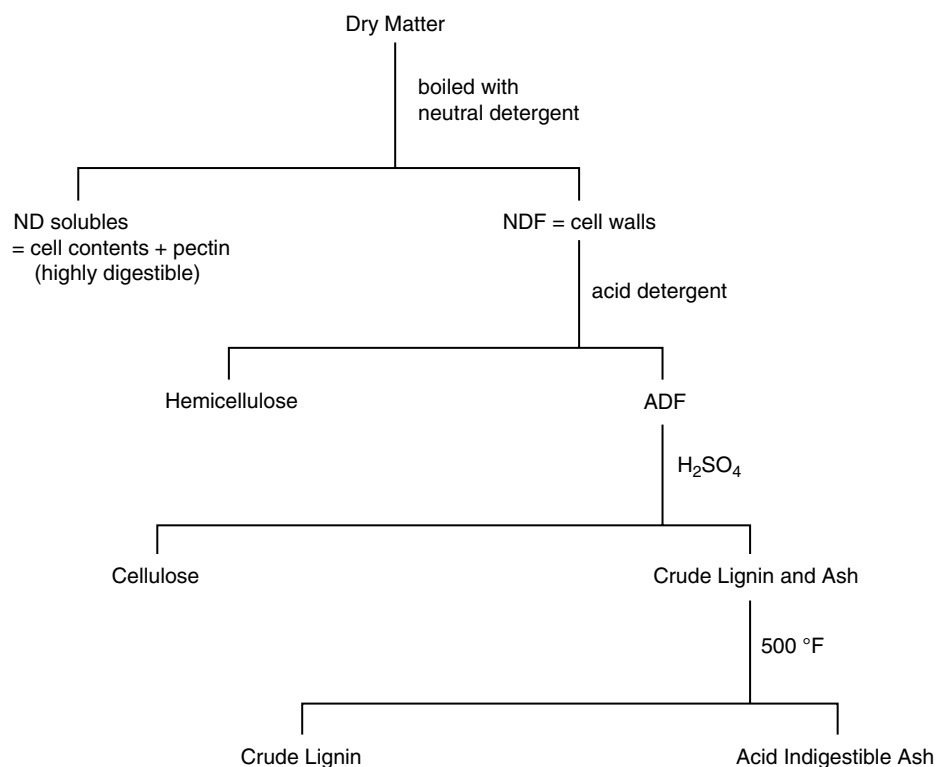 Dry Matter
boiled with
neutral detergent
ND solubles
= cell contents + pectin
(highly digestible)
NDF = cell walls
acid detergent
Hemicellulose
ADF
H₂SO₄
Cellulose
Crude Lignin and Ash
500 °F
Crude Lignin
Acid Indigestible Ash